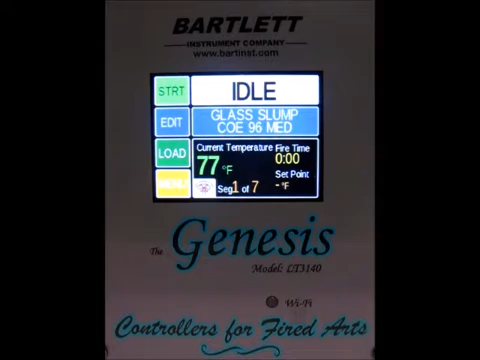 BARTLETT
INSTRUMENT COMPANY
www.bartinst.com
STRT
IDLE
EDIT
GLASS SLUMP
COE 96 MED
LOAD
Current Temperature
Fire Time
77 °F
0:00
Set Point
- °F
MENU
Seg 1 of 7
The Genesis
Model: LT3140
Wi-Fi
Controllers for Fired Arts